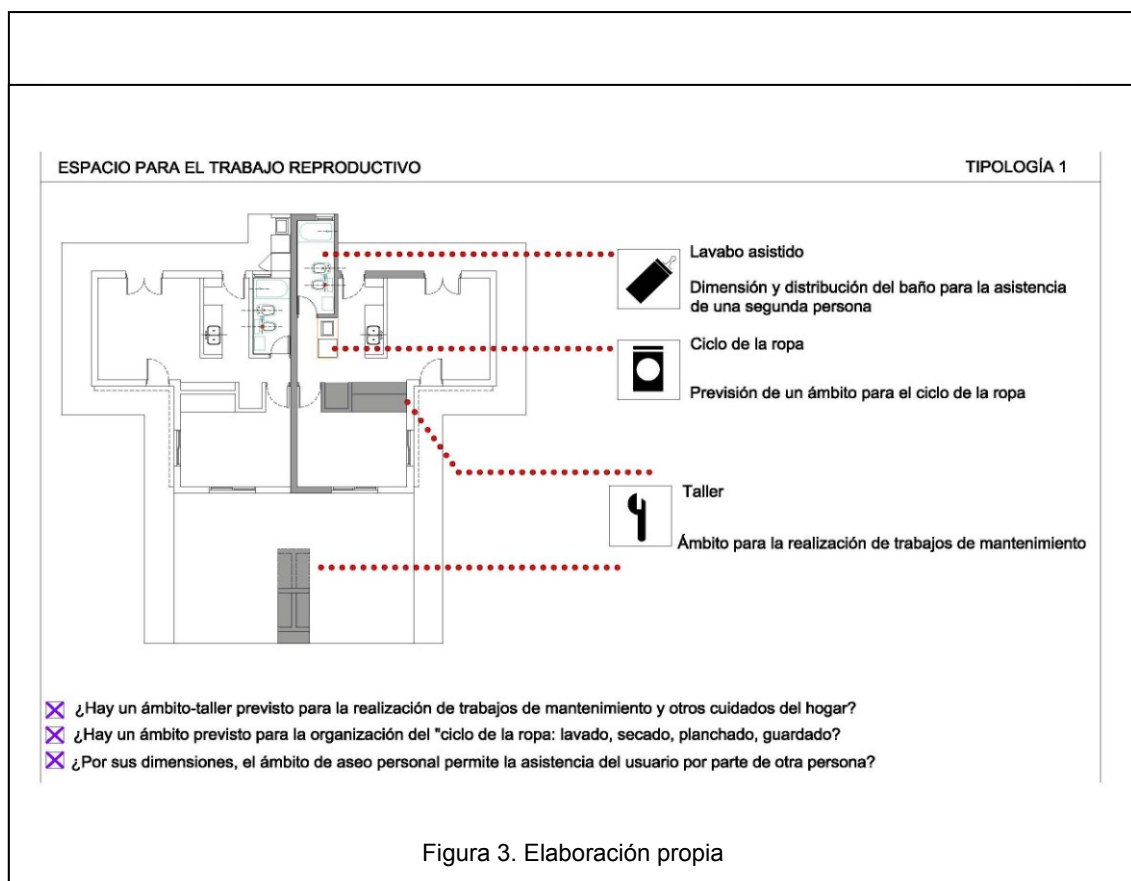 ESPACIO PARA EL TRABAJO REPRODUCTIVO
TIPOLOGÍA 1
Lavabo asistido
Dimensión y distribución del baño para la asistencia
de una segunda persona
Ciclo de la ropa
Previsión de un ámbito para el ciclo de la ropa
Taller
Ámbito para la realización de trabajos de mantenimiento
¿Hay un ámbito-taller previsto para la realización de trabajos de mantenimiento y otros cuidados del hogar?
¿Hay un ámbito previsto para la organización del "ciclo de la ropa: lavado, secado, planchado, guardado?
¿Por sus dimensiones, el ámbito de aseo personal permite la asistencia del usuario por parte de otra persona?
Figura 3. Elaboración propia